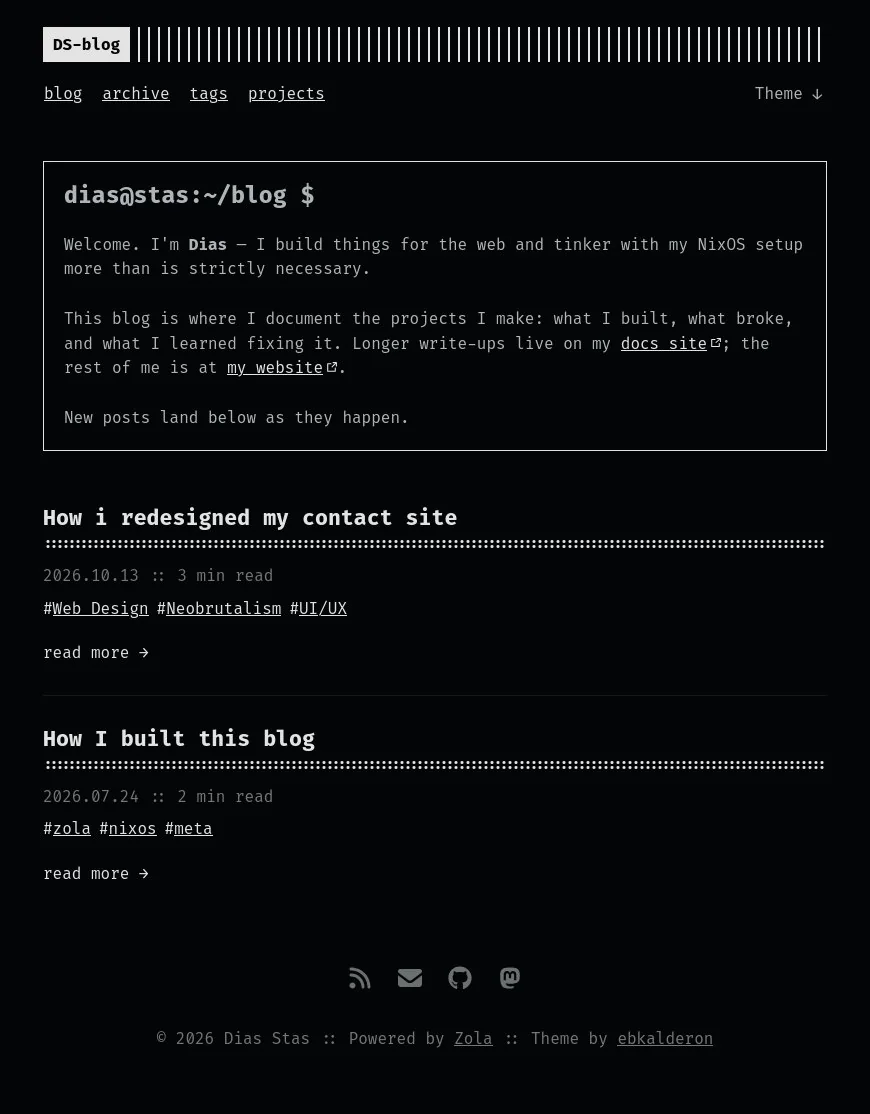 DS-blog
blog archive tags projects Theme ↓
dias@stas:~/blog $
Welcome. I'm Dias — I build things for the web and tinker with my NixOS setup
more than is strictly necessary.
This blog is where I document the projects I make: what I built, what broke,
and what I learned fixing it. Longer write-ups live on my docs site; the
rest of me is at my website.
New posts land below as they happen.
How i redesigned my contact site
2026.10.13 :: 3 min read
#Web Design #Neobrutalism #UI/UX
read more →
How I built this blog
2026.07.24 :: 2 min read
#zola #nixos #meta
read more →
© 2026 Dias Stas :: Powered by Zola :: Theme by ebkalderon